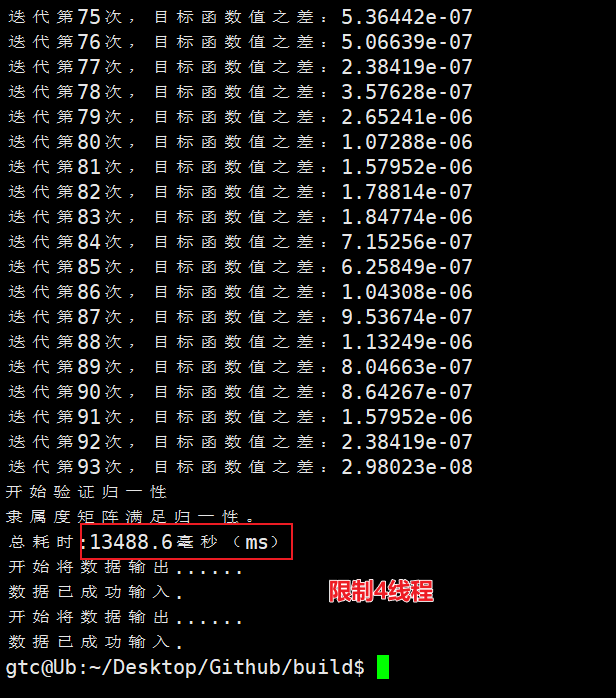 迭代第75次，目标函数值之差：5.36442e-07
迭代第76次，目标函数值之差：5.06639e-07
迭代第77次，目标函数值之差：2.38419e-07
迭代第78次，目标函数值之差：3.57628e-07
迭代第79次，目标函数值之差：2.65241e-06
迭代第80次，目标函数值之差：1.07288e-06
迭代第81次，目标函数值之差：1.57952e-06
迭代第82次，目标函数值之差：1.78814e-07
迭代第83次，目标函数值之差：1.84774e-06
迭代第84次，目标函数值之差：7.15256e-07
迭代第85次，目标函数值之差：6.25849e-07
迭代第86次，目标函数值之差：1.04308e-06
迭代第87次，目标函数值之差：9.53674e-07
迭代第88次，目标函数值之差：1.13249e-06
迭代第89次，目标函数值之差：8.04663e-07
迭代第90次，目标函数值之差：8.64267e-07
迭代第91次，目标函数值之差：1.57952e-06
迭代第92次，目标函数值之差：2.38419e-07
迭代第93次，目标函数值之差：2.98023e-08
开始验证归一性
隶属度矩阵满足归一性。
总耗时:13488.6毫秒（ms）
开始将数据输出......
数据已成功输入.
限制4线程
开始将数据输出......
数据已成功输入.
gtc@Ub:~/Desktop/Github/build$